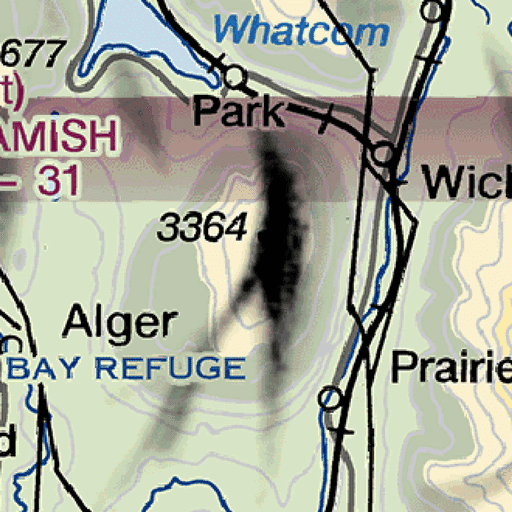 Whatcom
677
t)
Park
AMISH
- 31
Wick
3364
Alger
BAY REFUGE
Prairie
d